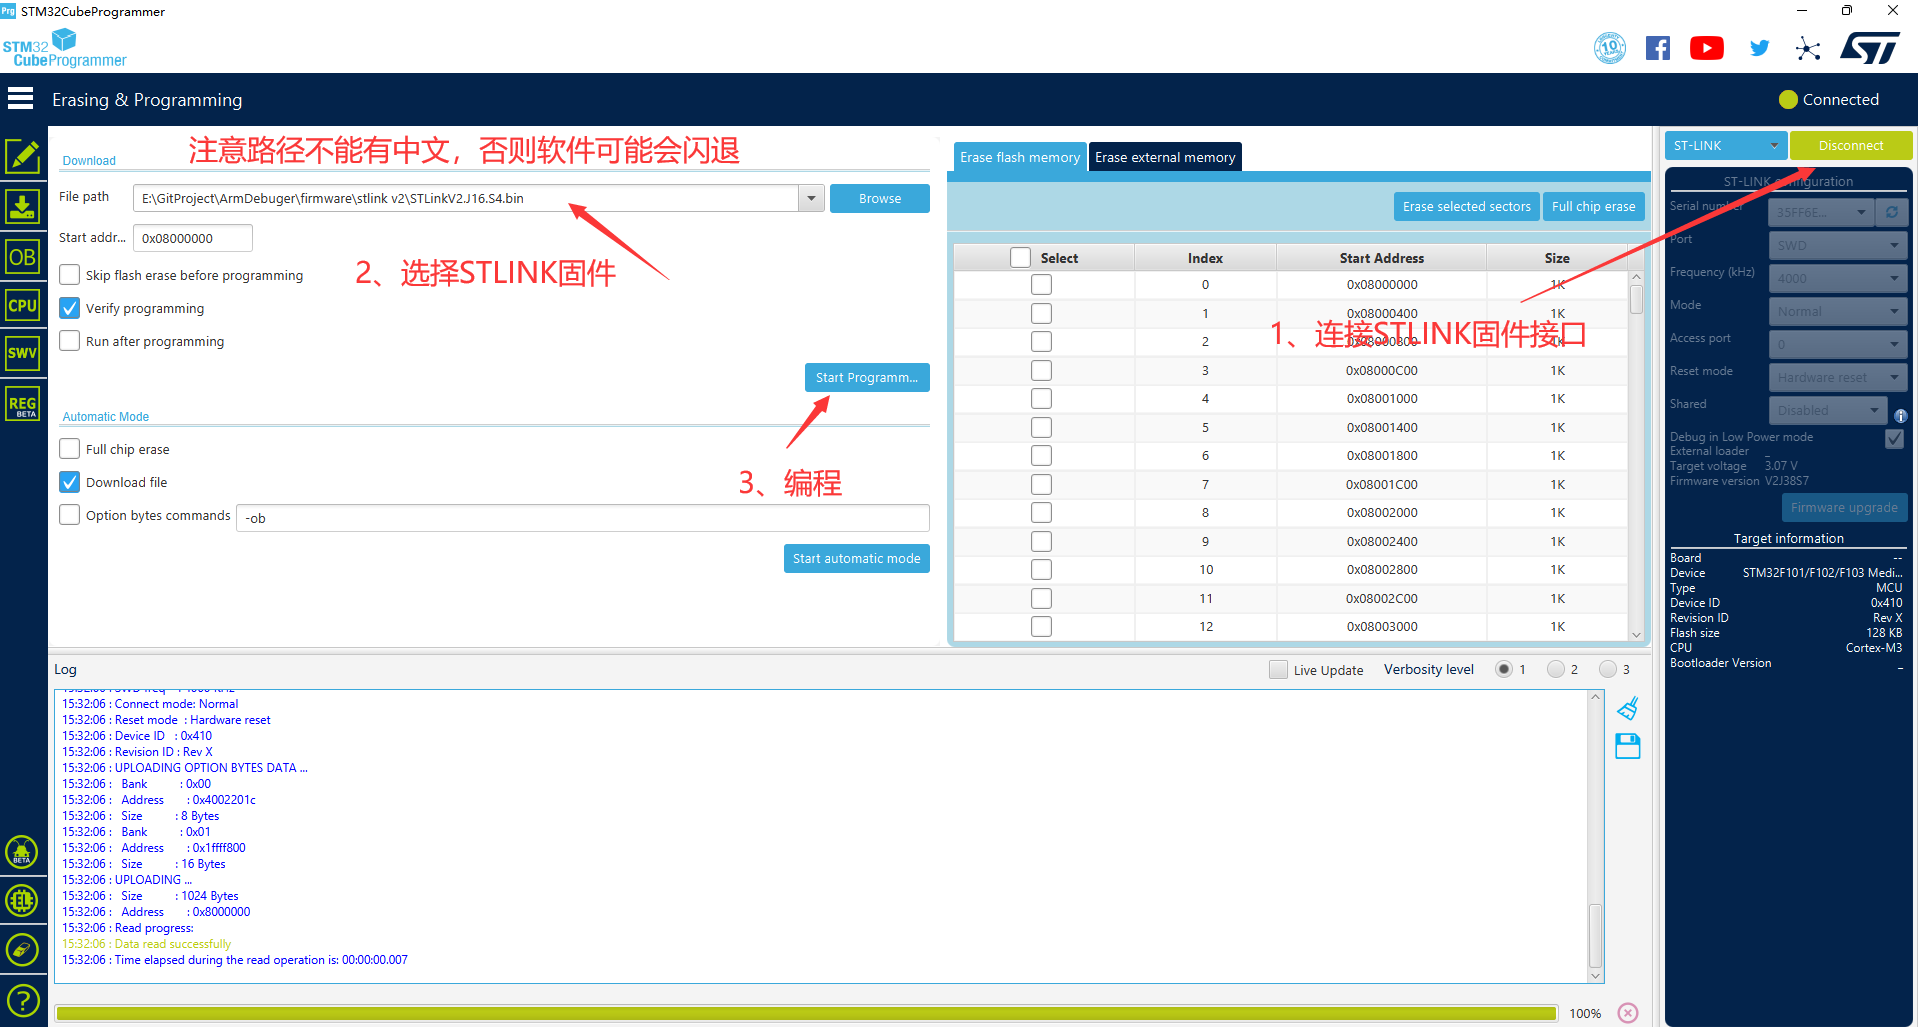 STM32CubeProgrammer
STM32
CubeProgrammer
Erasing & Programming
Connected
注意路径不能有中文，否则软件可能会闪退
Download
File path
E:\GitProject\ArmDebuger\firmware\stlink v2\STLinkV2.J16.S4.bin
Browse
Start addr...
0x08000000
2、选择STLINK固件
Skip flash erase before programming
Verify programming
Run after programming
Start Programm...
Automatic Mode
Full chip erase
3、编程
Download file
Option bytes commands
-ob
Start automatic mode
OB
CPU
SWV
REG
BETA
BETA
Erase flash memory
Erase external memory
Erase selected sectors
Full chip erase
Select Index Start Address Size
0 0x08000000 1K
1 0x08000400
2 0x08000800 1K
1、连接STLINK固件接口
3 0x08000C00 1K
4 0x08001000 1K
5 0x08001400 1K
6 0x08001800 1K
7 0x08001C00 1K
8 0x08002000 1K
9 0x08002400 1K
10 0x08002800 1K
11 0x08002C00 1K
12 0x08003000 1K
ST-LINK
Disconnect
ST-LINK configuration
Serial number 35FF6E...
Port SWD
Frequency (kHz) 4000
Mode Normal
Access port 0
Reset mode Hardware reset
Shared Disabled
Debug in Low Power mode
External loader _
Target voltage 3.07 V
Firmware version V2J38S7
Firmware upgrade
Target information
Board --
Device STM32F101/F102/F103 Medi...
Type MCU
Device ID 0x410
Revision ID Rev X
Flash size 128 KB
CPU Cortex-M3
Bootloader Version _
Log
Live Update
Verbosity level
1
2
3
15:32:06 : SWD freq : 4000 KHz
15:32:06 : Connect mode: Normal
15:32:06 : Reset mode : Hardware reset
15:32:06 : Device ID : 0x410
15:32:06 : Revision ID : Rev X
15:32:06 : UPLOADING OPTION BYTES DATA ...
15:32:06 : Bank : 0x00
15:32:06 : Address : 0x4002201c
15:32:06 : Size : 8 Bytes
15:32:06 : Bank : 0x01
15:32:06 : Address : 0x1ffff800
15:32:06 : Size : 16 Bytes
15:32:06 : UPLOADING ...
15:32:06 : Size : 1024 Bytes
15:32:06 : Address : 0x8000000
15:32:06 : Read progress:
15:32:06 : Data read successfully
15:32:06 : Time elapsed during the read operation is: 00:00:00.007
100%